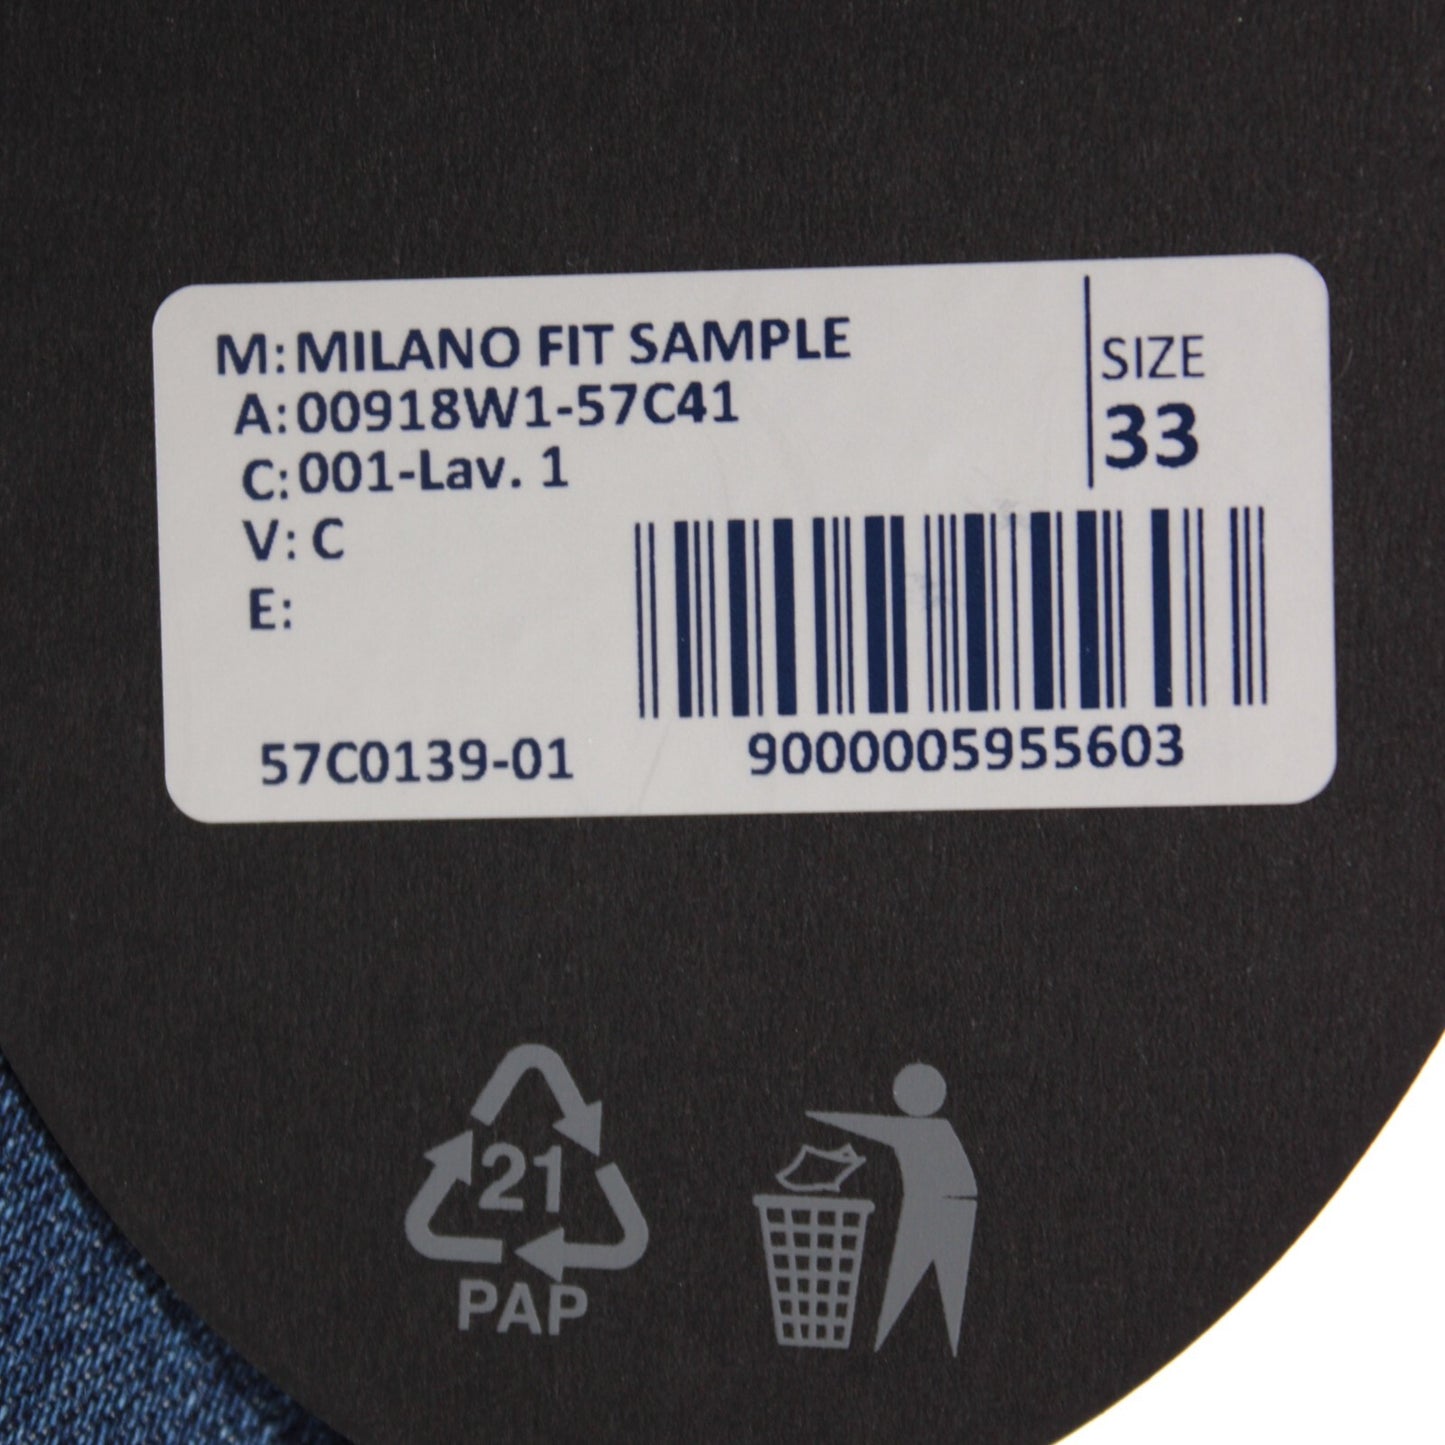 M: MILANO FIT SAMPLE
A: 00918W1-57C41
C: 001-Lav. 1
V: C
E:
SIZE
33
57C0139-01
9000005955603
21
PAP